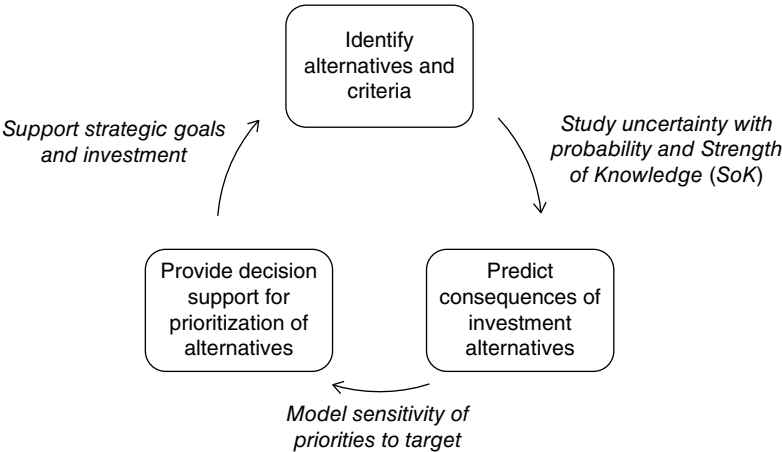 Identify
alternatives and
criteria
Support strategic goals
and investment
Study uncertainty with
probability and Strength
of Knowledge (SoK)
Provide decision
support for
prioritization of
alternatives
Predict
consequences of
investment
alternatives
Model sensitivity of
priorities to target